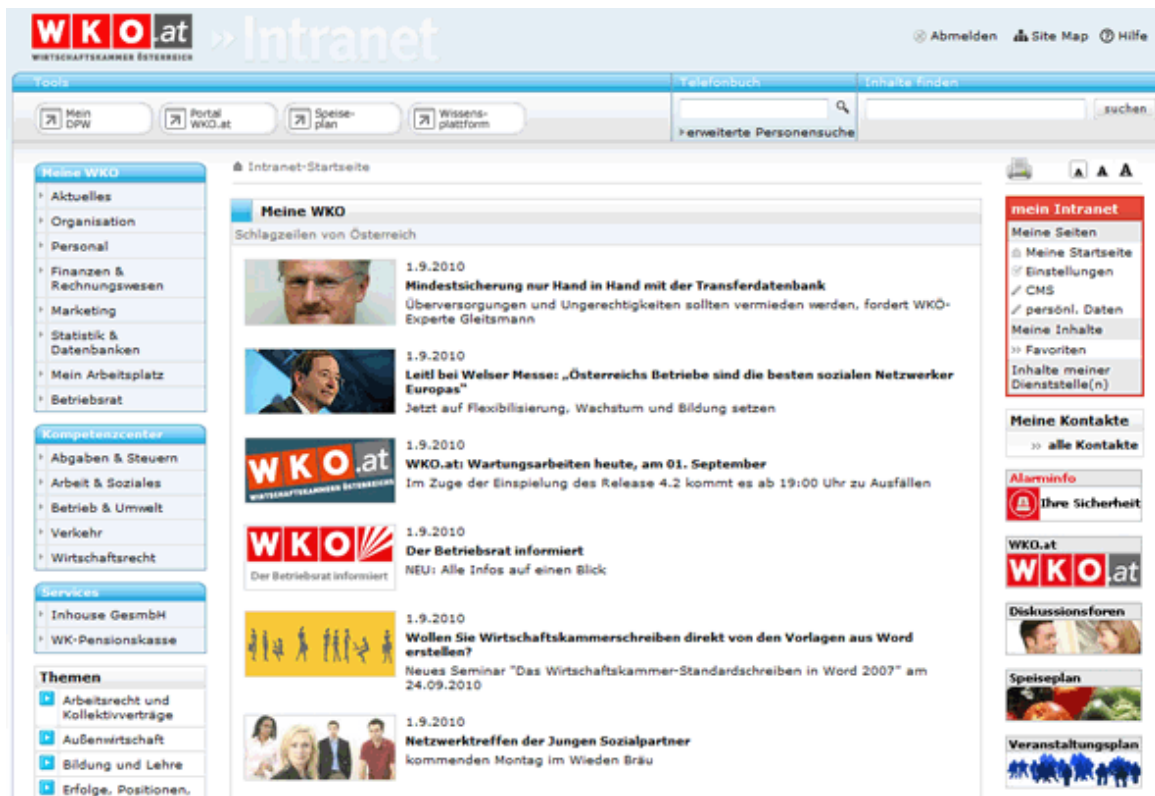 WKO.at
WIRTSCHAFTSKAMMER ÖSTERREICH
» Intranet
Abmelden Site Map Hilfe
Tools
Telefonbuch
Inhalte finden
Mein
DPW
Portal
WKO.at
Speise-
plan
Wissens-
plattform
suchen
erweiterte Personensuche
Meine WKO
Aktuelles
Organisation
Personal
Finanzen &
Rechnungswesen
Marketing
Statistik &
Datenbanken
Mein Arbeitsplatz
Betriebsrat
Kompetenzcenter
Abgaben & Steuern
Arbeit & Soziales
Betrieb & Umwelt
Verkehr
Wirtschaftsrecht
Services
Inhouse GesmbH
WK-Pensionskasse
Themen
Arbeitsrecht und
Kollektivverträge
Außenwirtschaft
Bildung und Lehre
Erfolge, Positionen,
Intranet-Startseite
Meine WKO
Schlagzeilen von Österreich
1.9.2010
Mindestsicherung nur Hand in Hand mit der Transferdatenbank
Überversorgungen und Ungerechtigkeiten sollten vermieden werden, fordert WKÖ-
Experte Gleitsmann
1.9.2010
Leitl bei Welser Messe: „Österreichs Betriebe sind die besten sozialen Netzwerker
Europas"
Jetzt auf Flexibilisierung, Wachstum und Bildung setzen
WKO.at
WIRTSCHAFTSKAMMER ÖSTERREICHS
1.9.2010
WKO.at: Wartungsarbeiten heute, am 01. September
Im Zuge der Einspielung des Release 4.2 kommt es ab 19:00 Uhr zu Ausfällen
WKO
Der Betriebsrat informiert
1.9.2010
Der Betriebsrat informiert
NEU: Alle Infos auf einen Blick
1.9.2010
Wollen Sie Wirtschaftskammerschreiben direkt von den Vorlagen aus Word
erstellen?
Neues Seminar "Das Wirtschaftskammer-Standardschreiben in Word 2007" am
24.09.2010
1.9.2010
Netzwerktreffen der Jungen Sozialpartner
kommenden Montag im Wieden Bräu
A A A
mein Intranet
Meine Seiten
Meine Startseite
Einstellungen
CMS
persönl. Daten
Meine Inhalte
» Favoriten
Inhalte meiner
Dienststelle(n)
Meine Kontakte
» alle Kontakte
Alarminfo
Ihre Sicherheit
WKO.at
WKO.at
Diskussionsforen
Speiseplan
Veranstaltungsplan